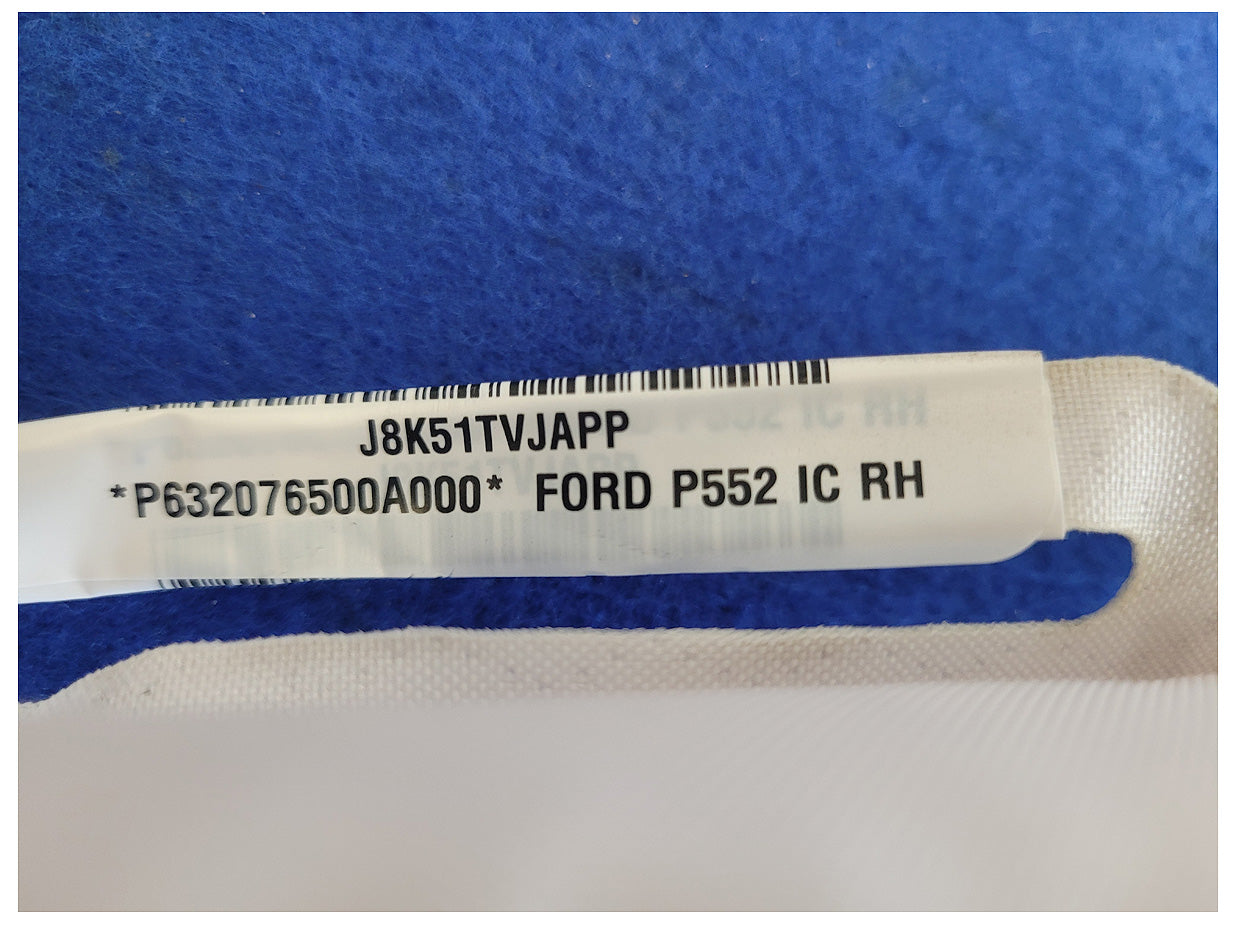 J8K51TVJAPP
*P632076500A000* FORD P552 IC RH